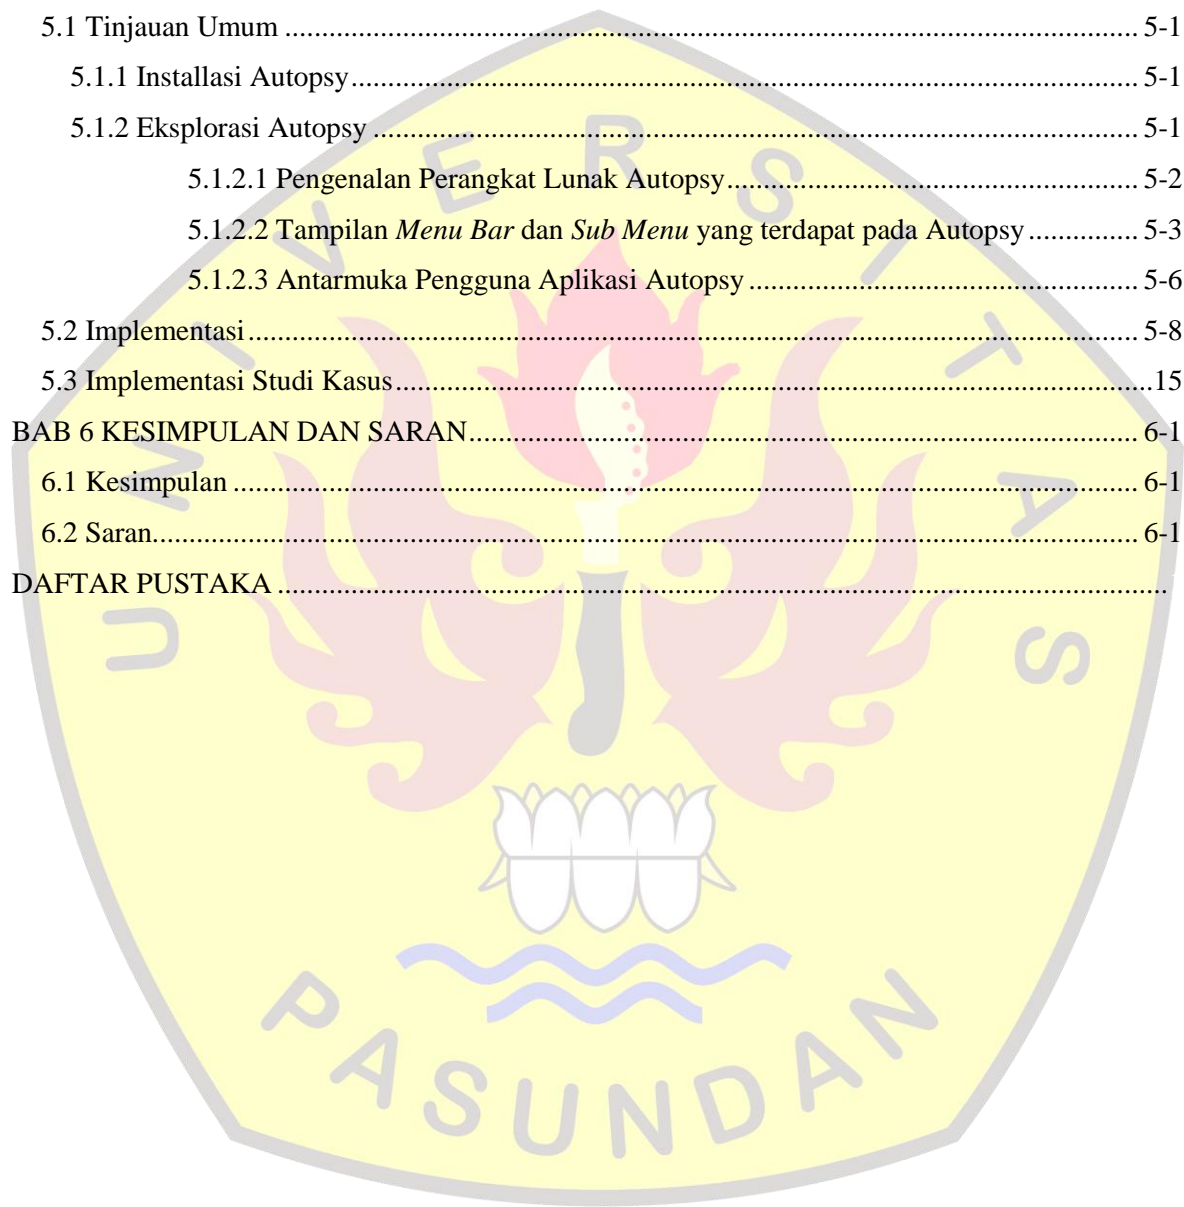 5.1 Tinjauan Umum ........................................................ 5-1
5.1.1 Installasi Autopsy ........................................................ 5-1
5.1.2 Eksplorasi Autopsy ........................................................ 5-1
5.1.2.1 Pengenalan Perangkat Lunak Autopsy ........................................................ 5-2
5.1.2.2 Tampilan Menu Bar dan Sub Menu yang terdapat pada Autopsy .................... 5-3
5.1.2.3 Antarmuka Pengguna Aplikasi Autopsy ........................................................ 5-6
5.2 Implementasi ........................................................ 5-8
5.3 Implementasi Studi Kasus ........................................................ 15
BAB 6 KESIMPULAN DAN SARAN ........................................................ 6-1
6.1 Kesimpulan ........................................................ 6-1
6.2 Saran ........................................................ 6-1
DAFTAR PUSTAKA ........................................................
UNIVERSITAS
PASUNDAN